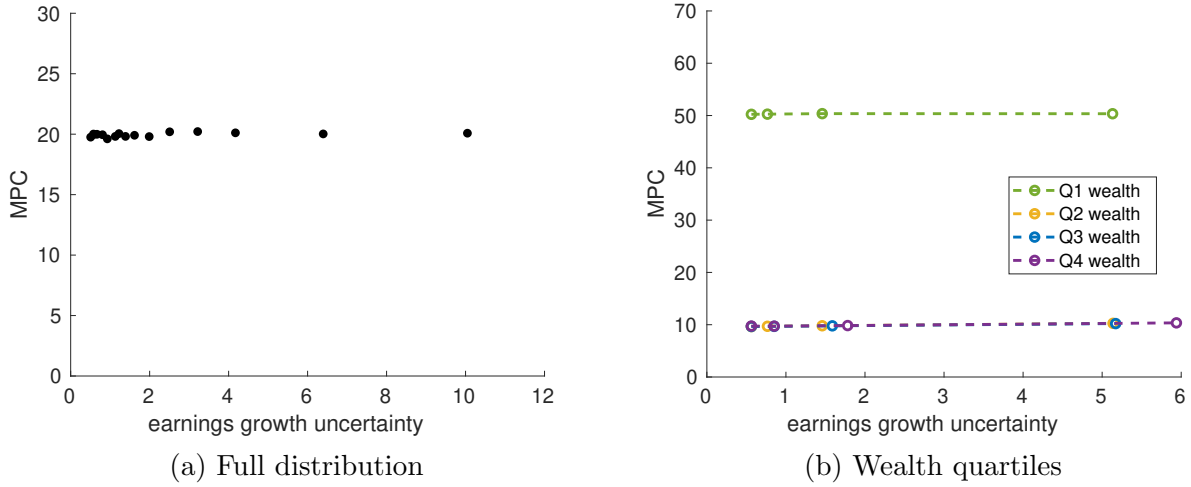 30
25
20
15
10
5
0
MPC
0 2 4 6 8 10 12
earnings growth uncertainty
(a) Full distribution
70
60
50
40
30
20
10
0
MPC
Q1 wealth
Q2 wealth
Q3 wealth
Q4 wealth
0 1 2 3 4 5 6
earnings growth uncertainty
(b) Wealth quartiles